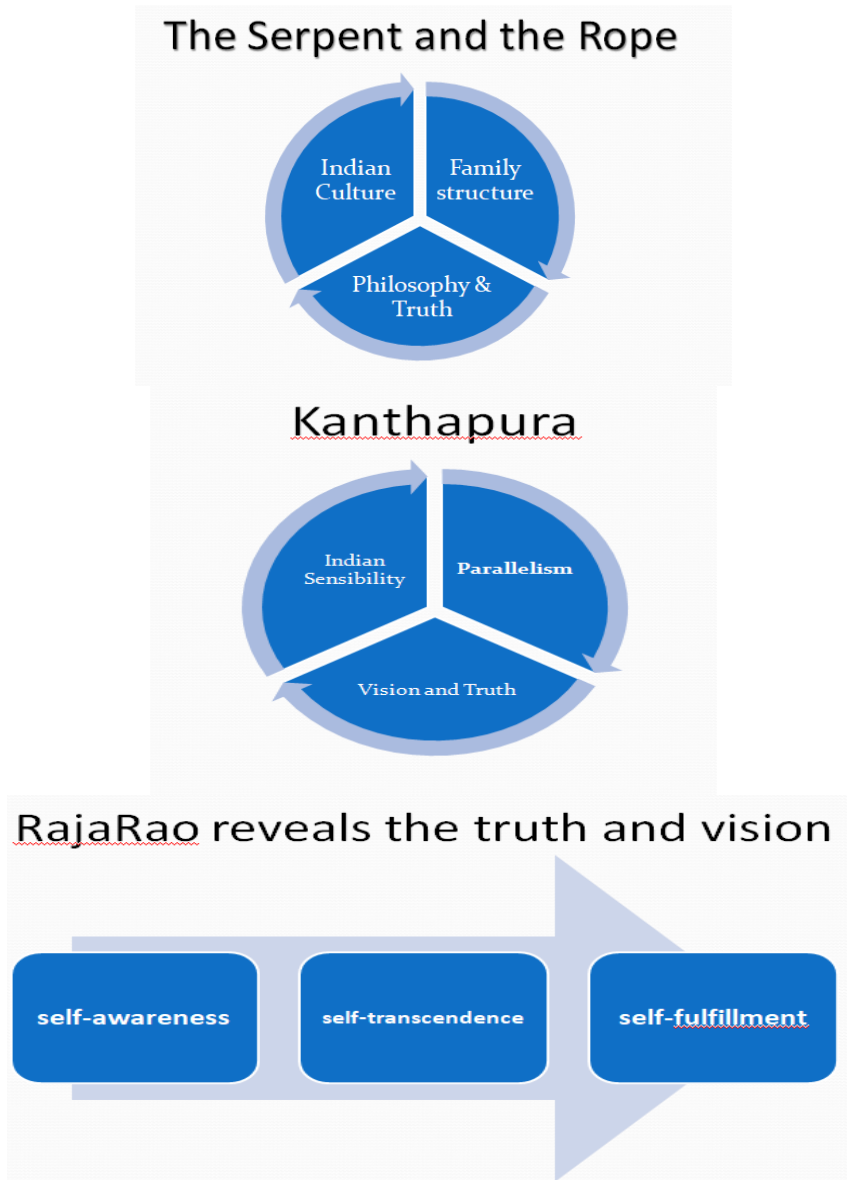 The Serpent and the Rope
Indian
Culture
Family
structure
Philosophy &
Truth
Kanthapura
Indian
Sensibility
Parallelism
Vision and Truth
RajaRao reveals the truth and vision
self-awareness
self-transcendence
self-fulfillment